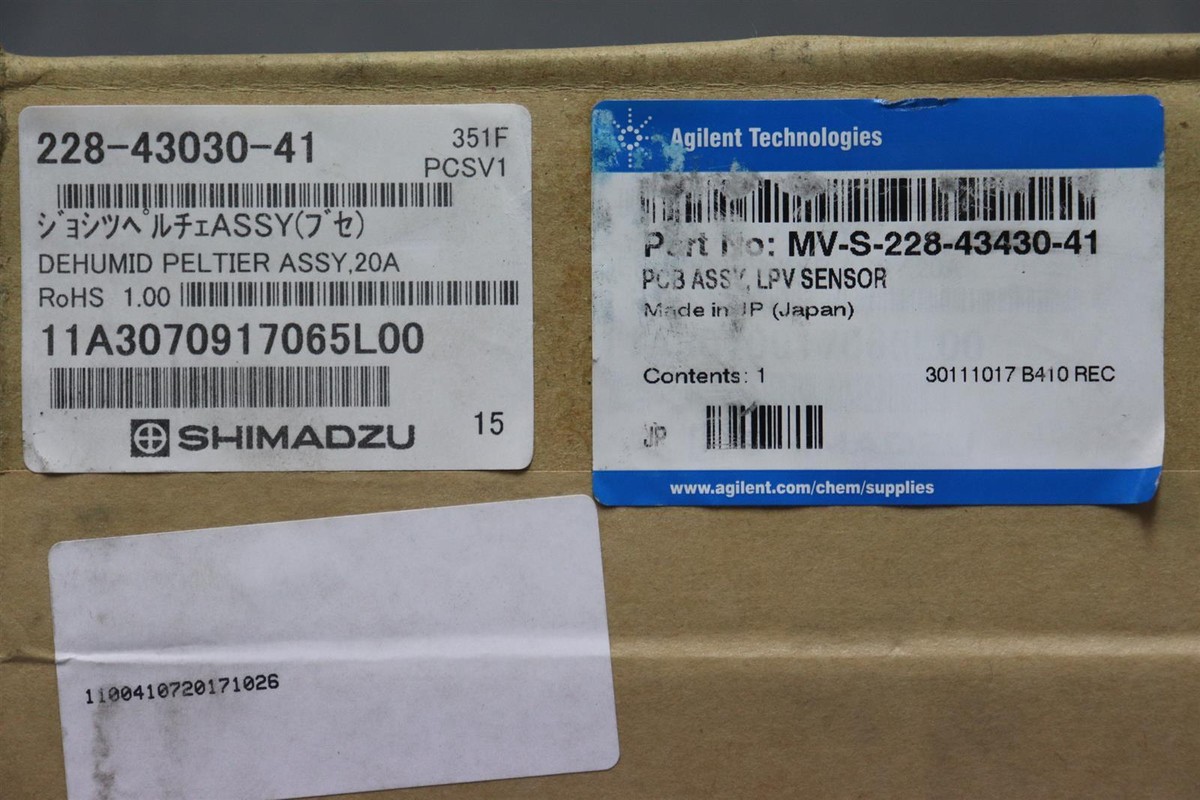 228-43030-41
351F
PCSV1
ジョシツペルチェASSY(ブセ)
DEHUMID PELTIER ASSY,20A
RoHS 1.00
11A3070917065L00
SHIMADZU
15
Agilent Technologies
Part No: MV-S-228-43430-41
PCB ASSY, LPV SENSOR
Made in JP (Japan)
Contents: 1
30111017 B410 REC
JP
www.agilent.com/chem/supplies
1100410720171026